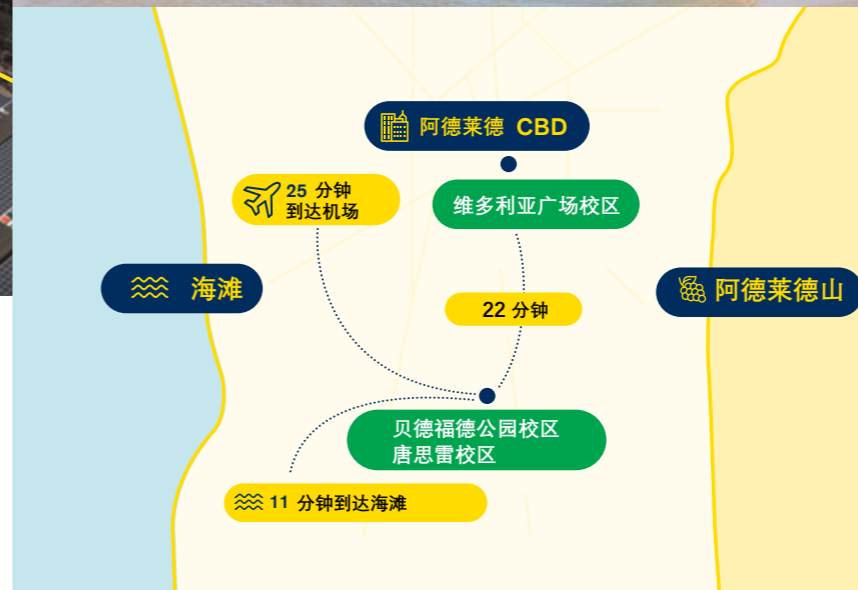 阿德莱德 CBD
25 分钟
到达机场
维多利亚广场校区
海滩
阿德莱德山
22 分钟
贝德福德公园校区
唐思雷校区
11 分钟到达海滩